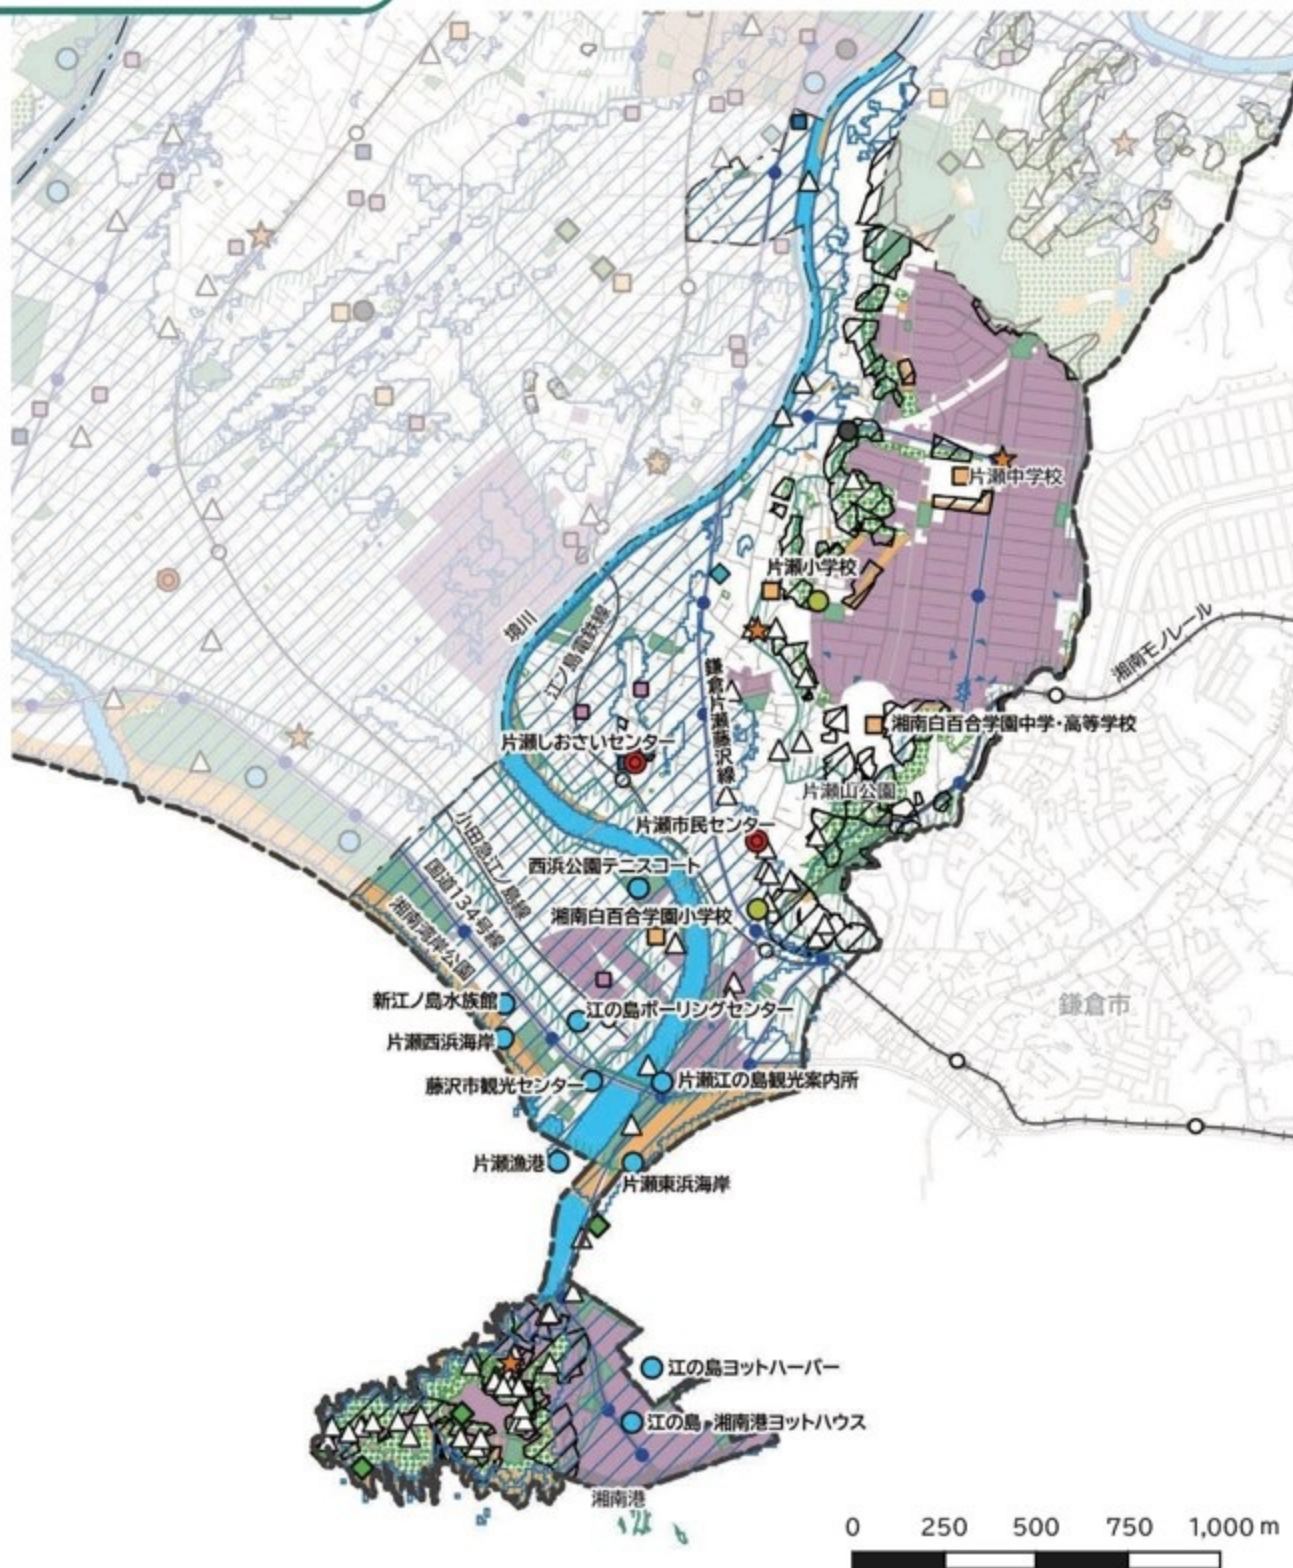 片瀬中学校
片瀬小学校
境川
江ノ島電鉄線
湘南モノレール
鎌倉片瀬藤沢線
湘南白百合学園中学・高等学校
片瀬しおさいセンター
片瀬山公園
片瀬市民センター
小田急江ノ島線
西浜公園テニスコート
国道134号線
湘南白百合学園小学校
湘南海岸公園
新江ノ島水族館
江の島ボーリングセンター
鎌倉市
片瀬西浜海岸
藤沢市観光センター
片瀬江の島観光案内所
片瀬漁港
片瀬東浜海岸
江の島ヨットハーバー
江の島・湘南港ヨットハウス
湘南港
0 250 500 750 1,000 m